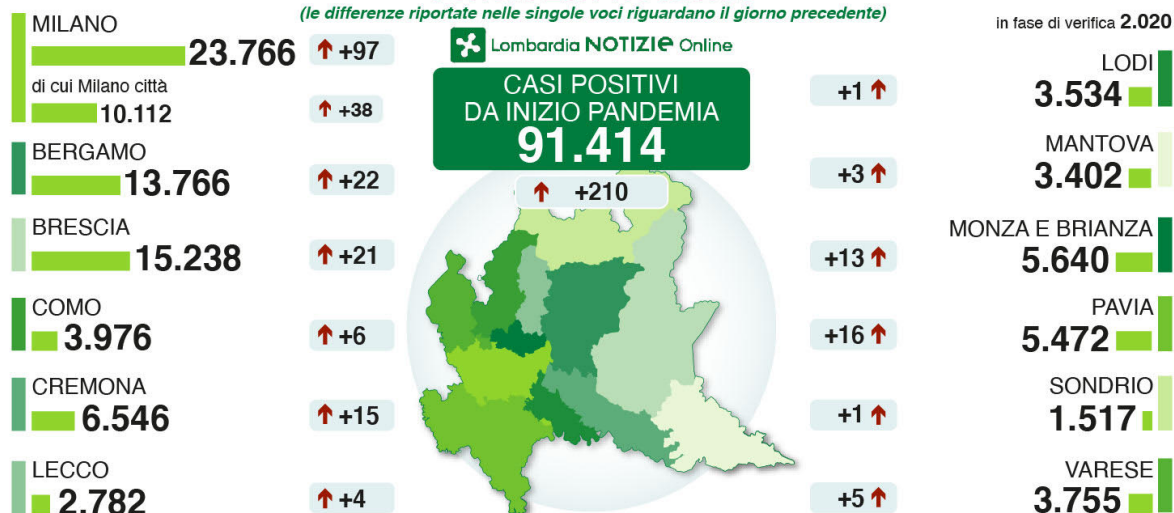 (le differenze riportate nelle singole voci riguardano il giorno precedente)
Lombardia NOTIZIE Online
CASI POSITIVI
DA INIZIO PANDEMIA
91.414
+210
MILANO
23.766 +97
di cui Milano città
10.112 +38
BERGAMO
13.766 +22
BRESCIA
15.238 +21
COMO
3.976 +6
CREMONA
6.546 +15
LECCO
2.782 +4
in fase di verifica 2.020
LODI
+1 3.534
MANTOVA
+3 3.402
MONZA E BRIANZA
+13 5.640
PAVIA
+16 5.472
SONDRIO
+1 1.517
VARESE
+5 3.755